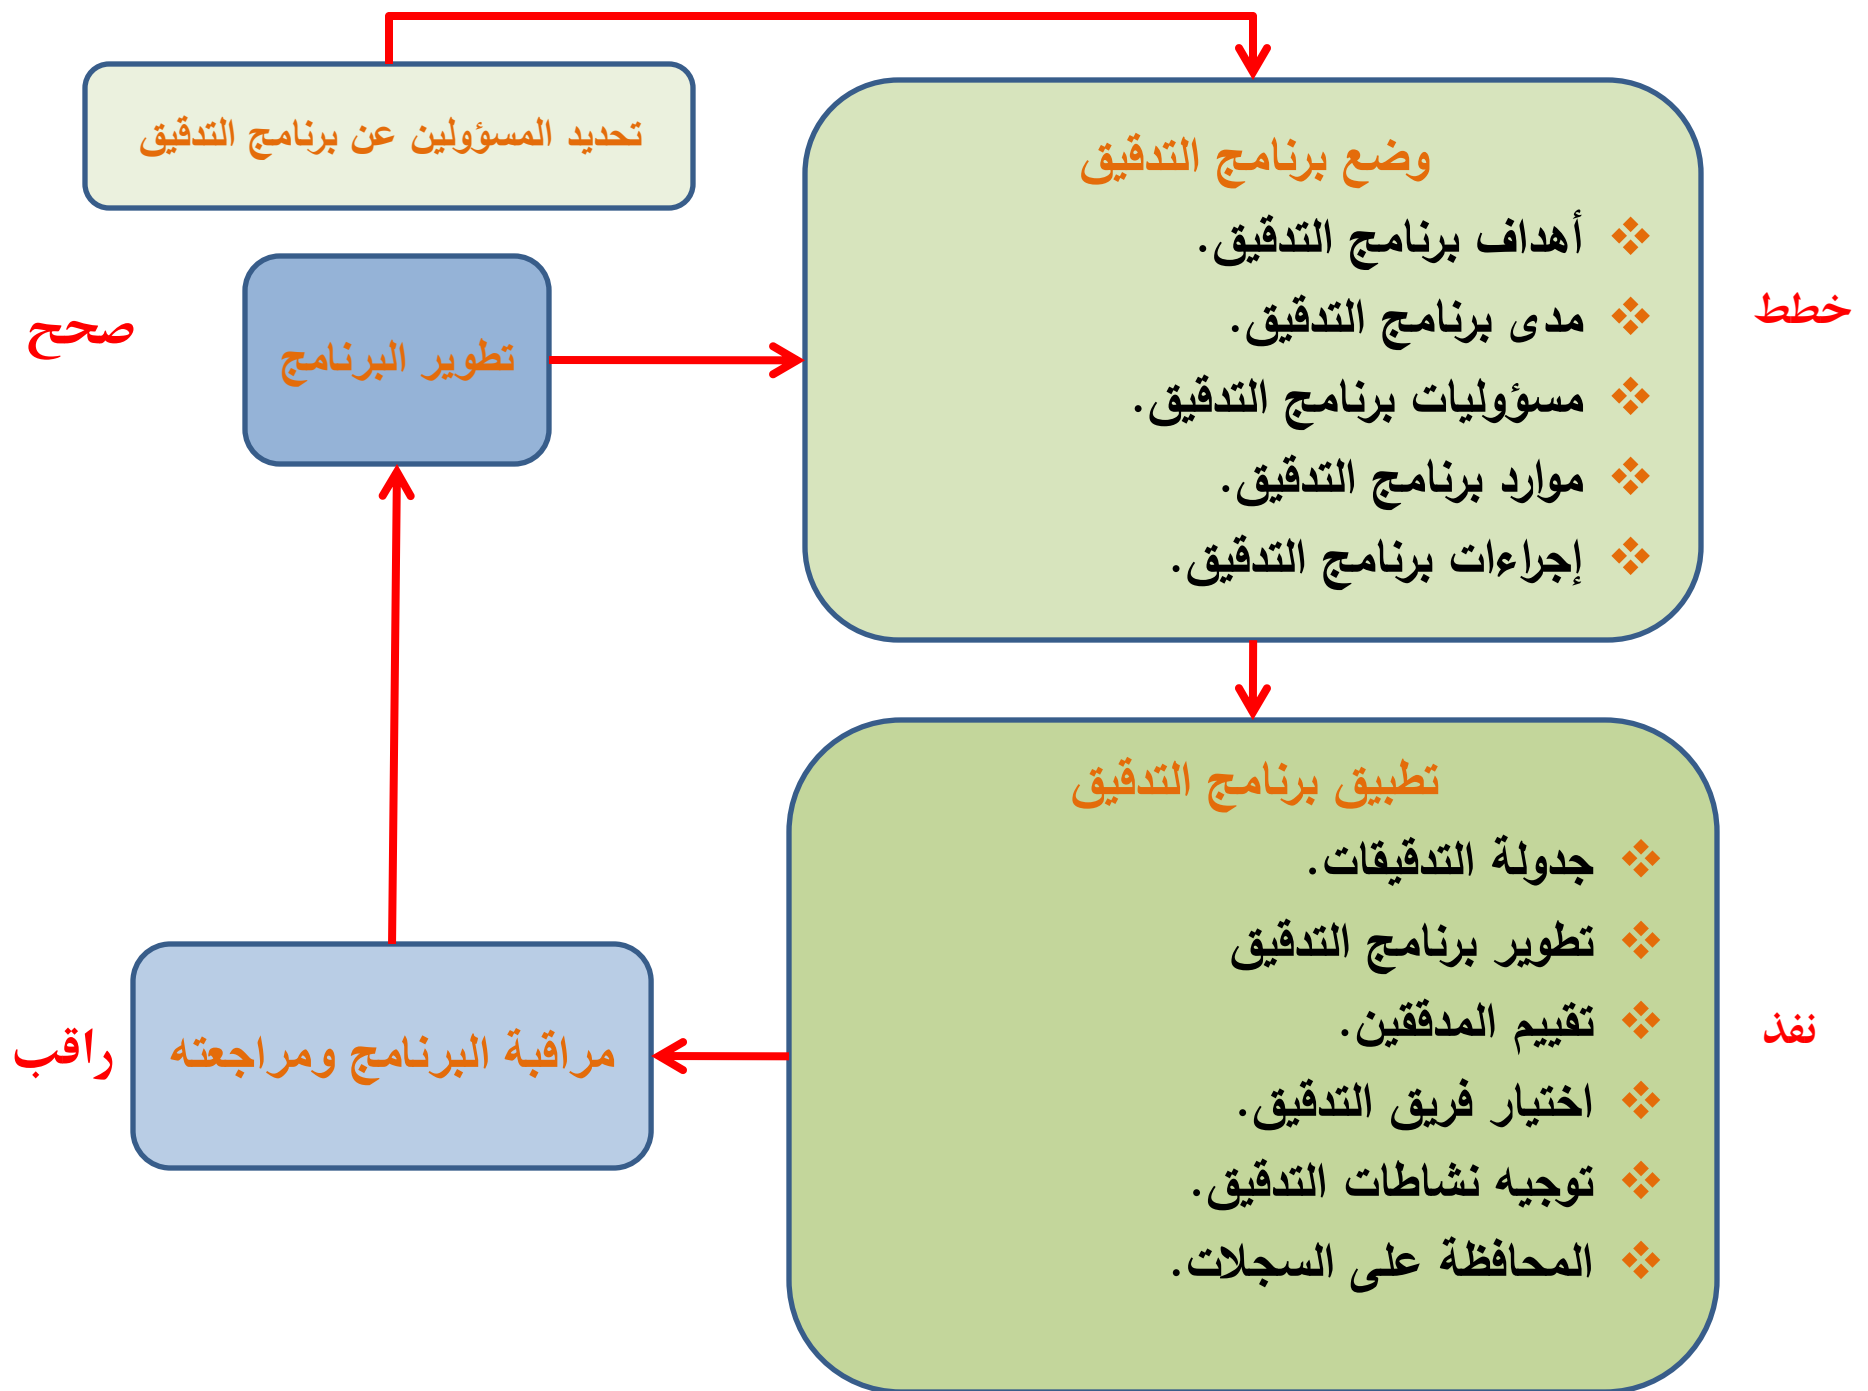 تحديد المسؤولين عن برنامج التدقيق
وضع برنامج التدقيق
أهداف برنامج التدقيق.
مدى برنامج التدقيق.
مسؤوليات برنامج التدقيق.
موارد برنامج التدقيق.
إجراءات برنامج التدقيق.
خطط
تطوير البرنامج
صحح
تطبيق برنامج التدقيق
جدولة التدقيقات.
تطوير برنامج التدقيق
تقييم المدققين.
اختيار فريق التدقيق.
توجيه نشاطات التدقيق.
المحافظة على السجلات.
نفذ
مراقبة البرنامج ومراجعته
راقب